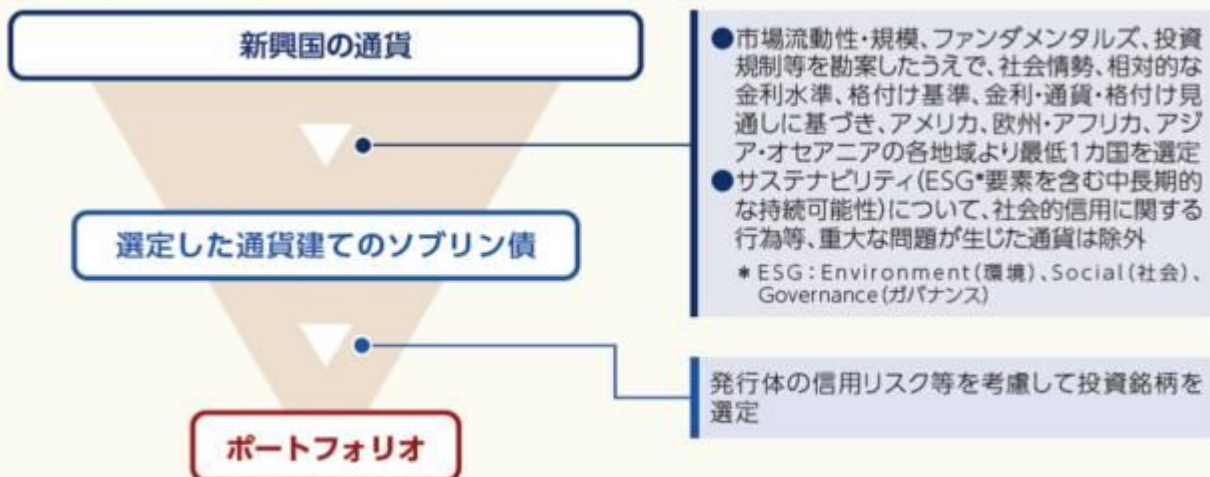 新興国の通貨
●市場流動性・規模、ファンダメンタルズ、投資
規制等を勘案したうえで、社会情勢、相対的な
金利水準、格付け基準、金利・通貨・格付け見
通しに基づき、アメリカ、欧州・アフリカ、アジ
ア・オセアニアの各地域より最低1カ国を選定
●サステナビリティ(ESG*要素を含む中長期的
な持続可能性)について、社会的信用に関する
行為等、重大な問題が生じた通貨は除外
* ESG:Environment(環境)、Social(社会)、
Governance(ガバナンス)
選定した通貨建てのソブリン債
発行体の信用リスク等を考慮して投資銘柄を
選定
ポートフォリオ